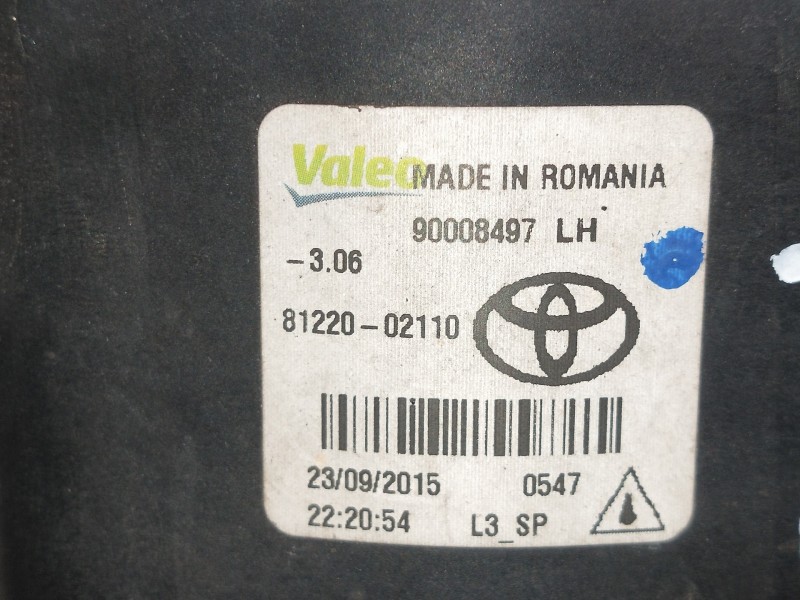 Valeo MADE IN ROMANIA
90008497 LH
-3.06
81220-02110
23/09/2015 0547
22:20:54 L3_SP